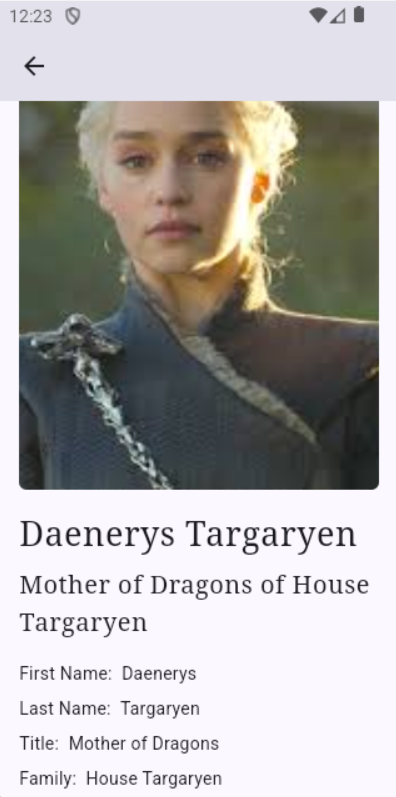 12:23
Daenerys Targaryen
Mother of Dragons of House
Targaryen
First Name:  Daenerys
Last Name:  Targaryen
Title:  Mother of Dragons
Family:  House Targaryen